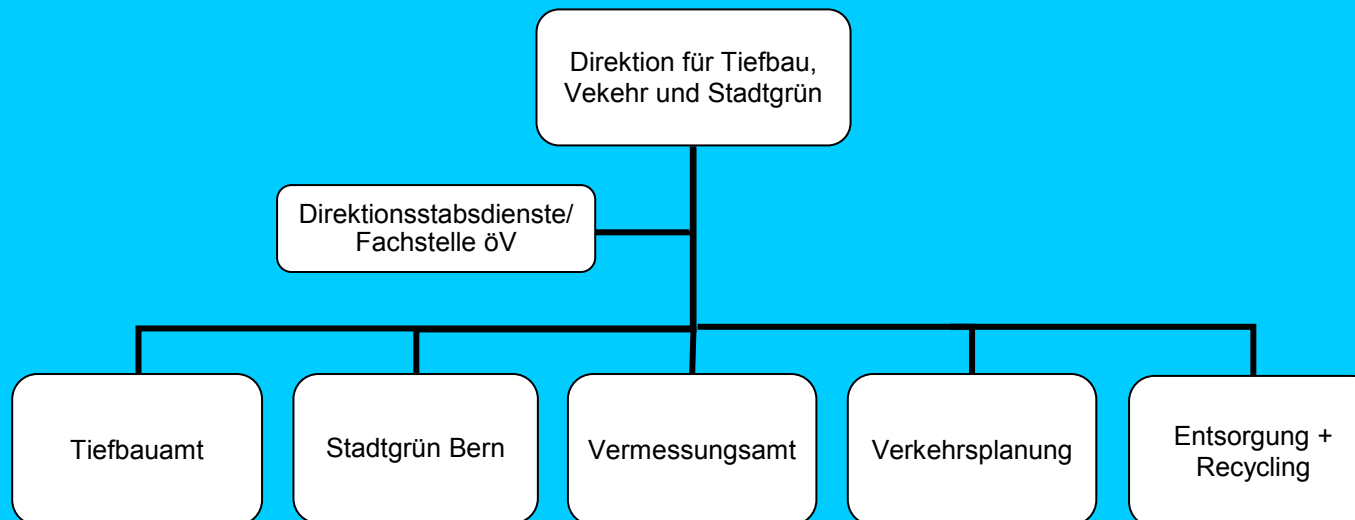 Direktion für Tiefbau,
Vekehr und Stadtgrün
Direktionsstabsdienste/
Fachstelle öV
Tiefbauamt
Stadtgrün Bern
Vermessungsamt
Verkehrsplanung
Entsorgung +
Recycling